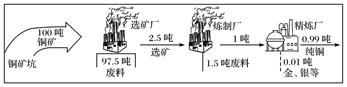 100吨
铜矿
铜矿坑
选矿厂
97.5吨
废料
2.5吨
选矿
炼制厂
1.5吨废料
1吨
精炼厂
0.99吨
纯铜
0.01吨
金、银等